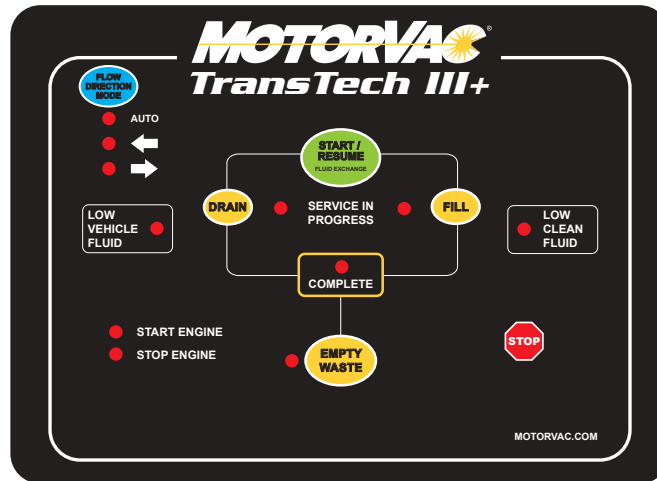 MOTORVAC®
TransTech III+
FLOW
DIRECTION
MODE
AUTO
START /
RESUME
FLUID EXCHANGE
DRAIN
SERVICE IN
PROGRESS
FILL
LOW
VEHICLE
FLUID
LOW
CLEAN
FLUID
COMPLETE
START ENGINE
STOP ENGINE
EMPTY
WASTE
STOP
MOTORVAC.COM